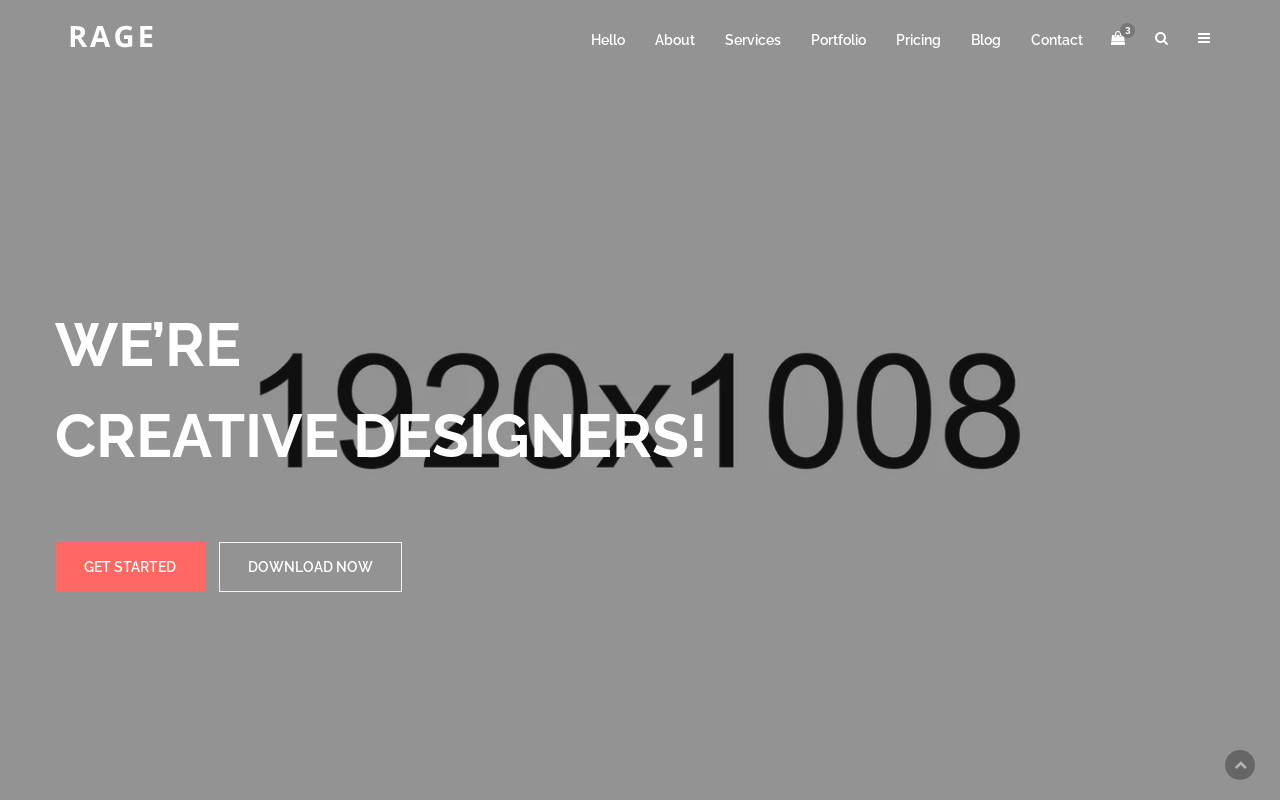 RAGE
Hello About Services Portfolio Pricing Blog Contact 3
WE’RE
1920x1008
CREATIVE DESIGNERS!
GET STARTED DOWNLOAD NOW